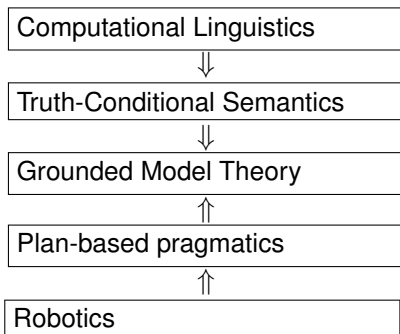 Computational Linguistics
⇓
Truth-Conditional Semantics
⇓
Grounded Model Theory
⇑
Plan-based pragmatics
⇑
Robotics